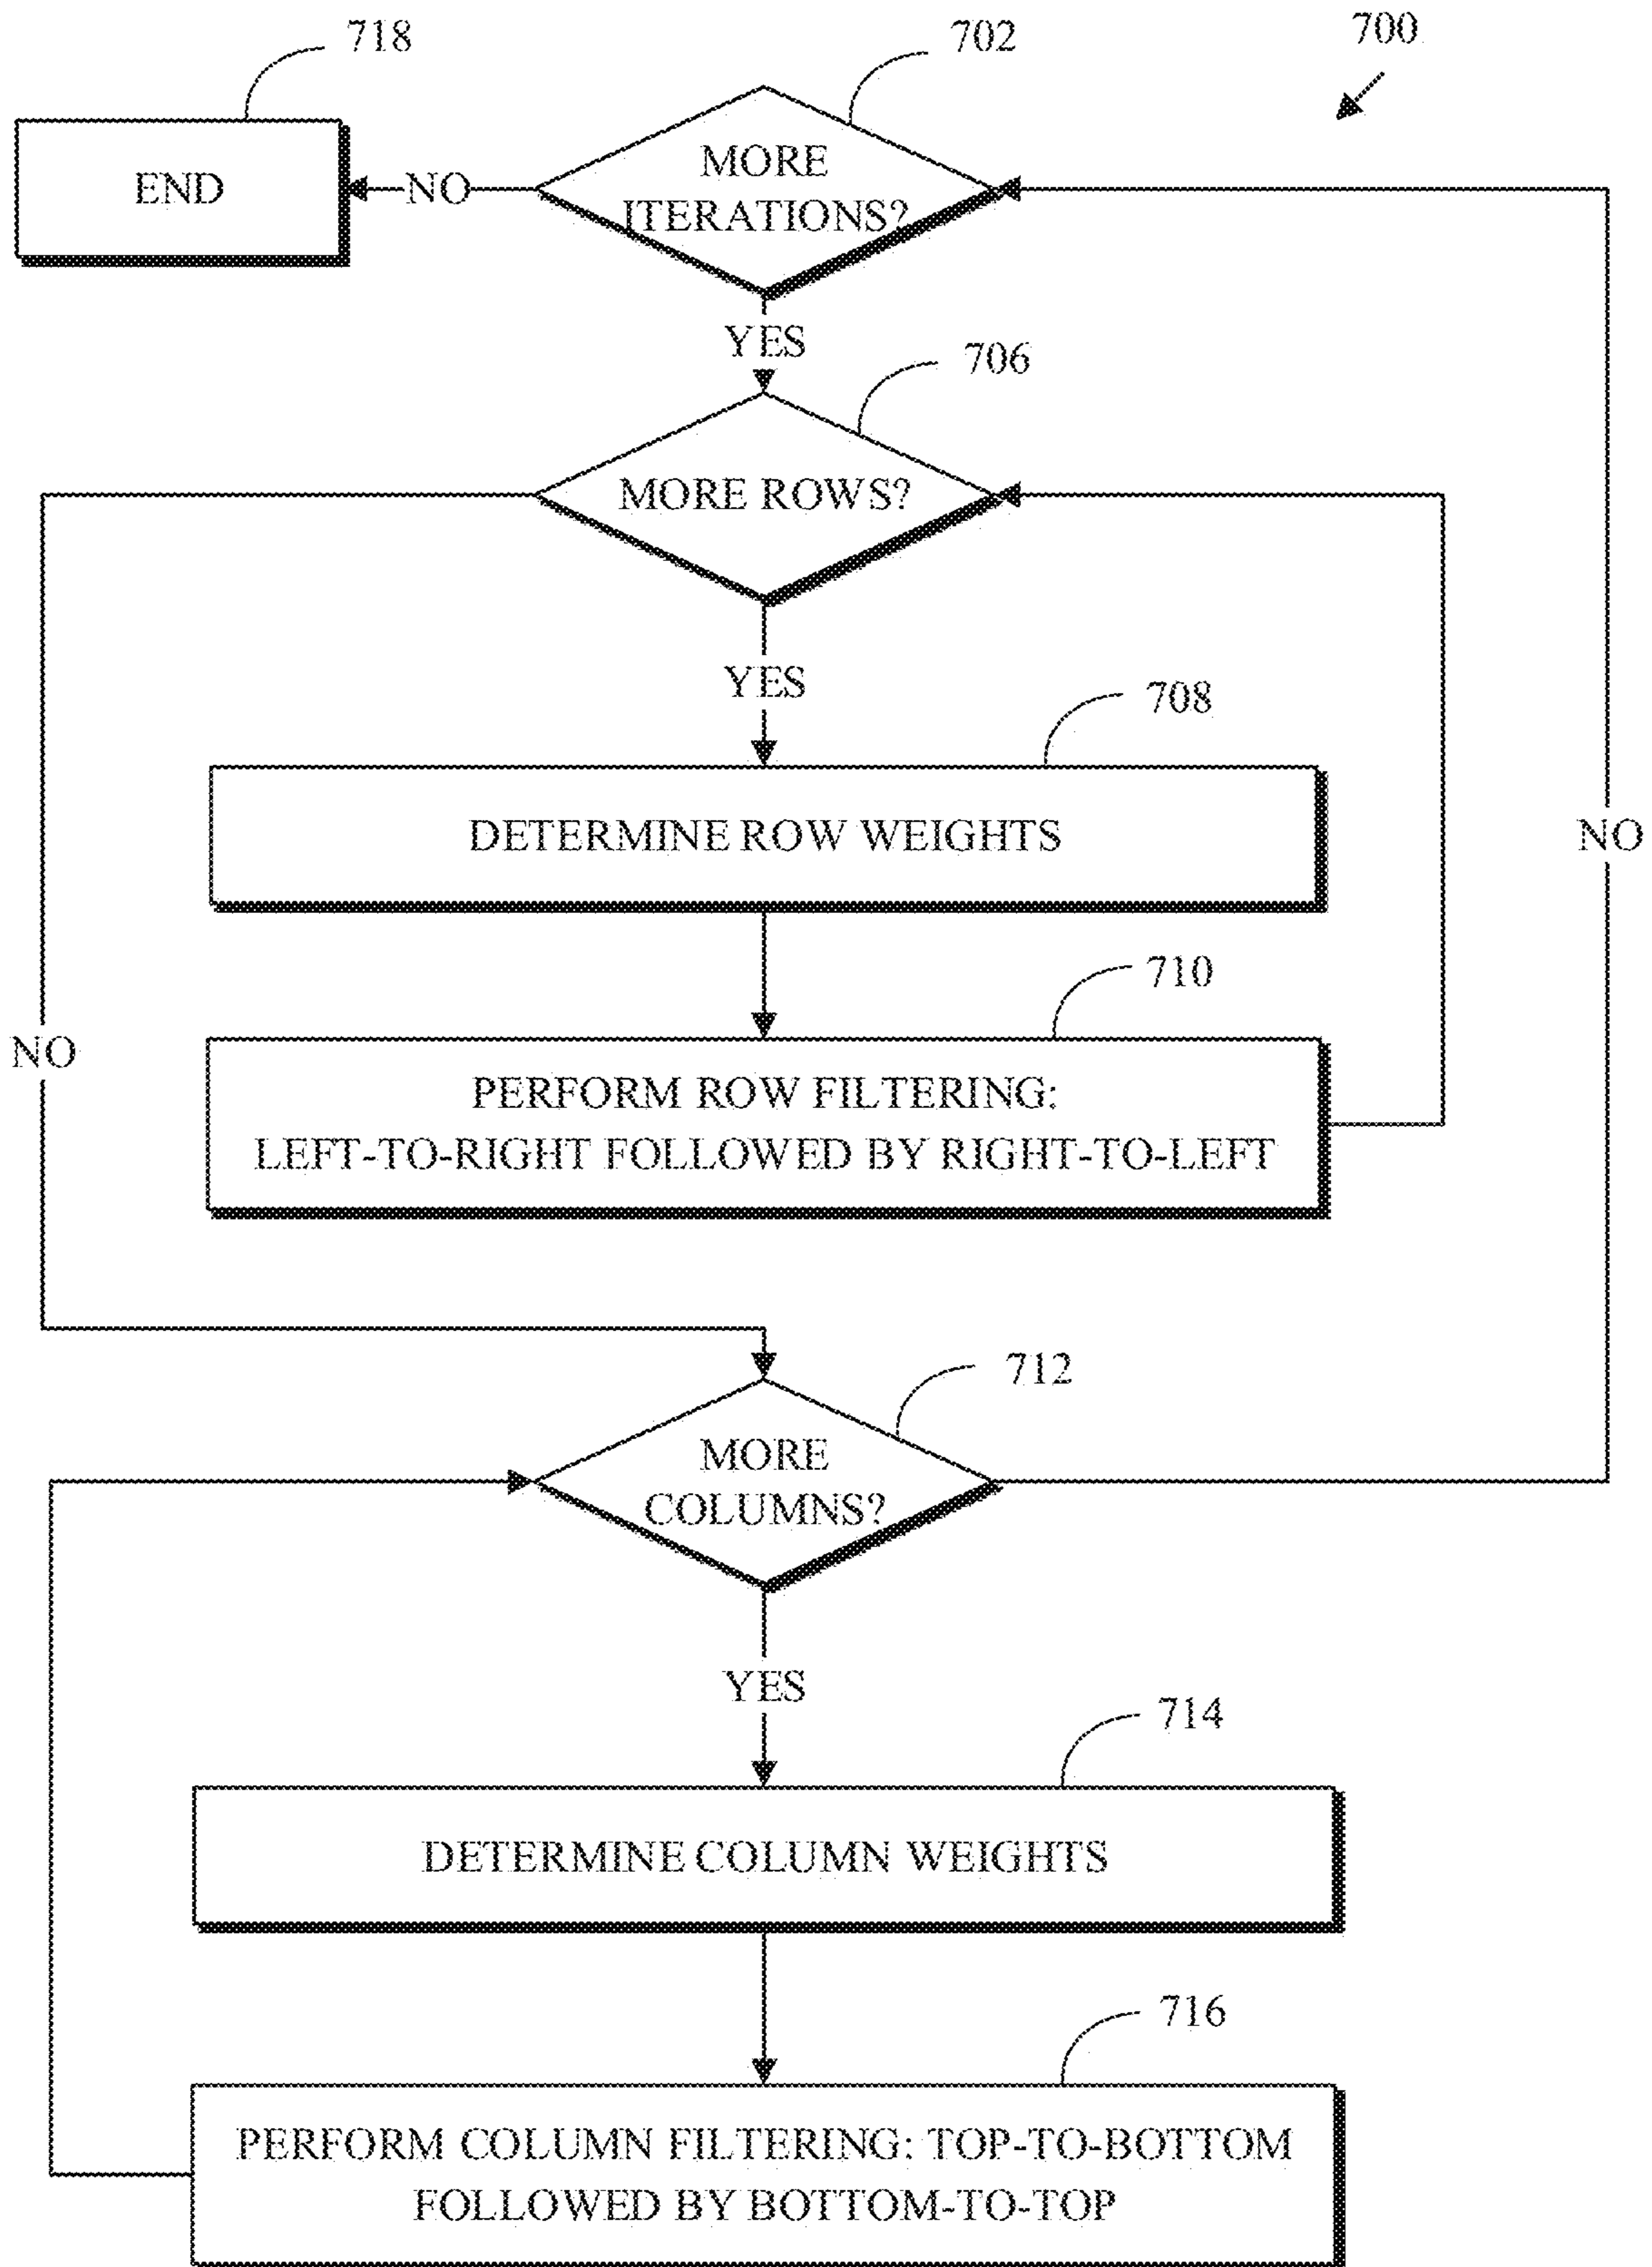 718
702
700
END
NO
MORE
ITERATIONS?
YES
706
MORE ROWS?
YES
708
DETERMINE ROW WEIGHTS
NO
710
NO
PERFORM ROW FILTERING:
LEFT-TO-RIGHT FOLLOWED BY RIGHT-TO-LEFT
712
MORE
COLUMNS?
YES
714
DETERMINE COLUMN WEIGHTS
716
PERFORM COLUMN FILTERING: TOP-TO-BOTTOM
FOLLOWED BY BOTTOM-TO-TOP